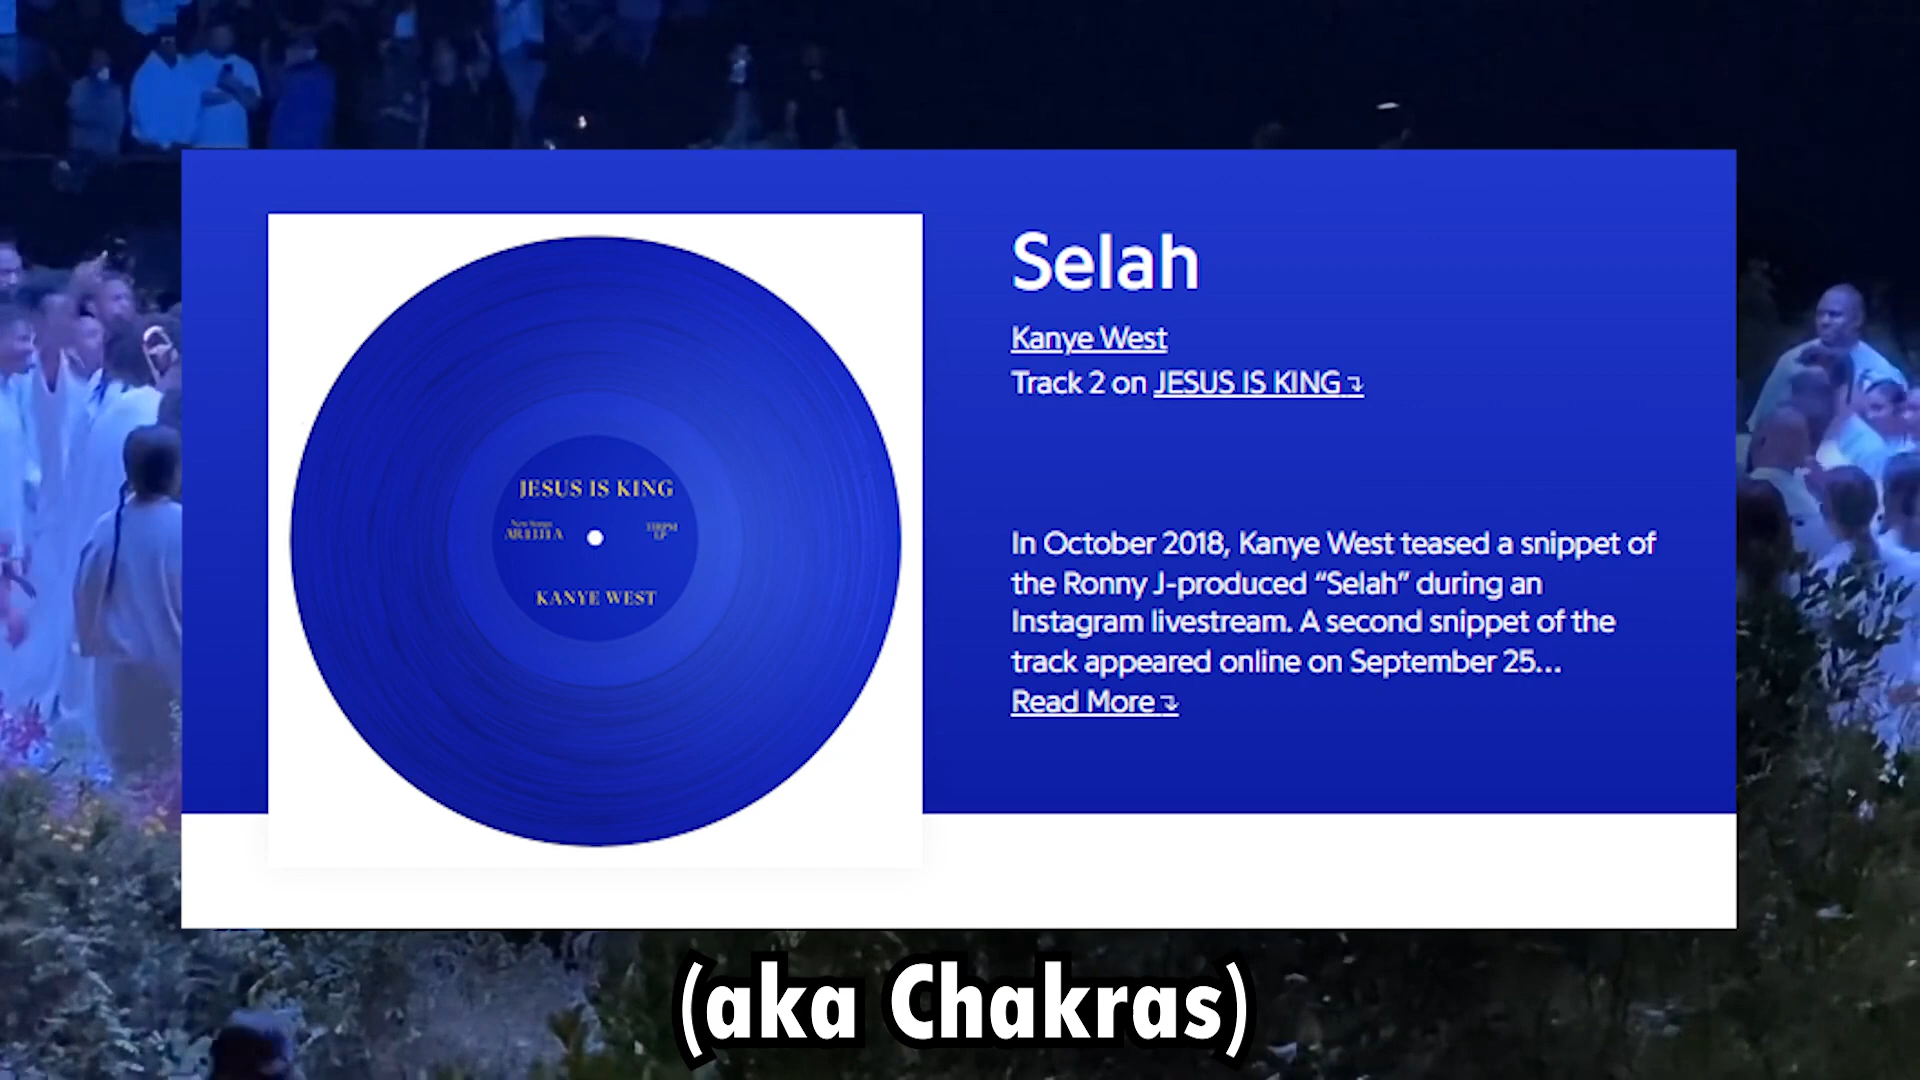 Selah
Kanye West
Track 2 on JESUS IS KING
In October 2018, Kanye West teased a snippet of
the Ronny J-produced “Selah” during an
Instagram livestream. A second snippet of the
track appeared online on September 25…
Read More
JESUS IS KING
KANYE WEST
(aka Chakras)